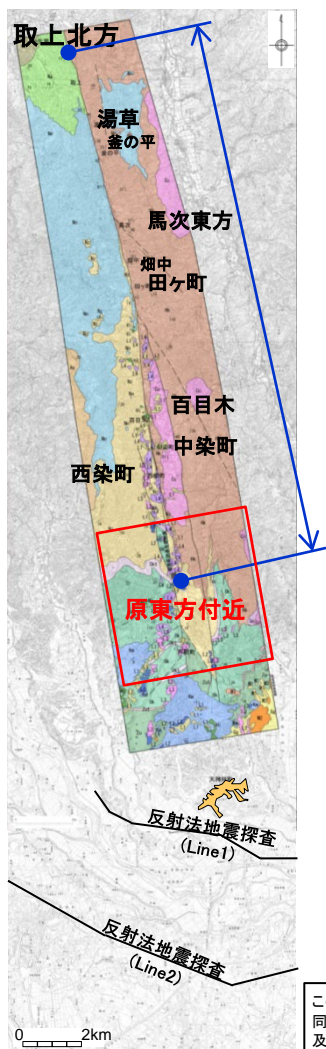 取上北方
湯草
釜の平
馬次東方
畑中
田ヶ町
百目木
中染町
西染町
原東方付近
反射法地震探査
(Line1)
反射法地震探査
(Line2)
0 2km
こ
同
及